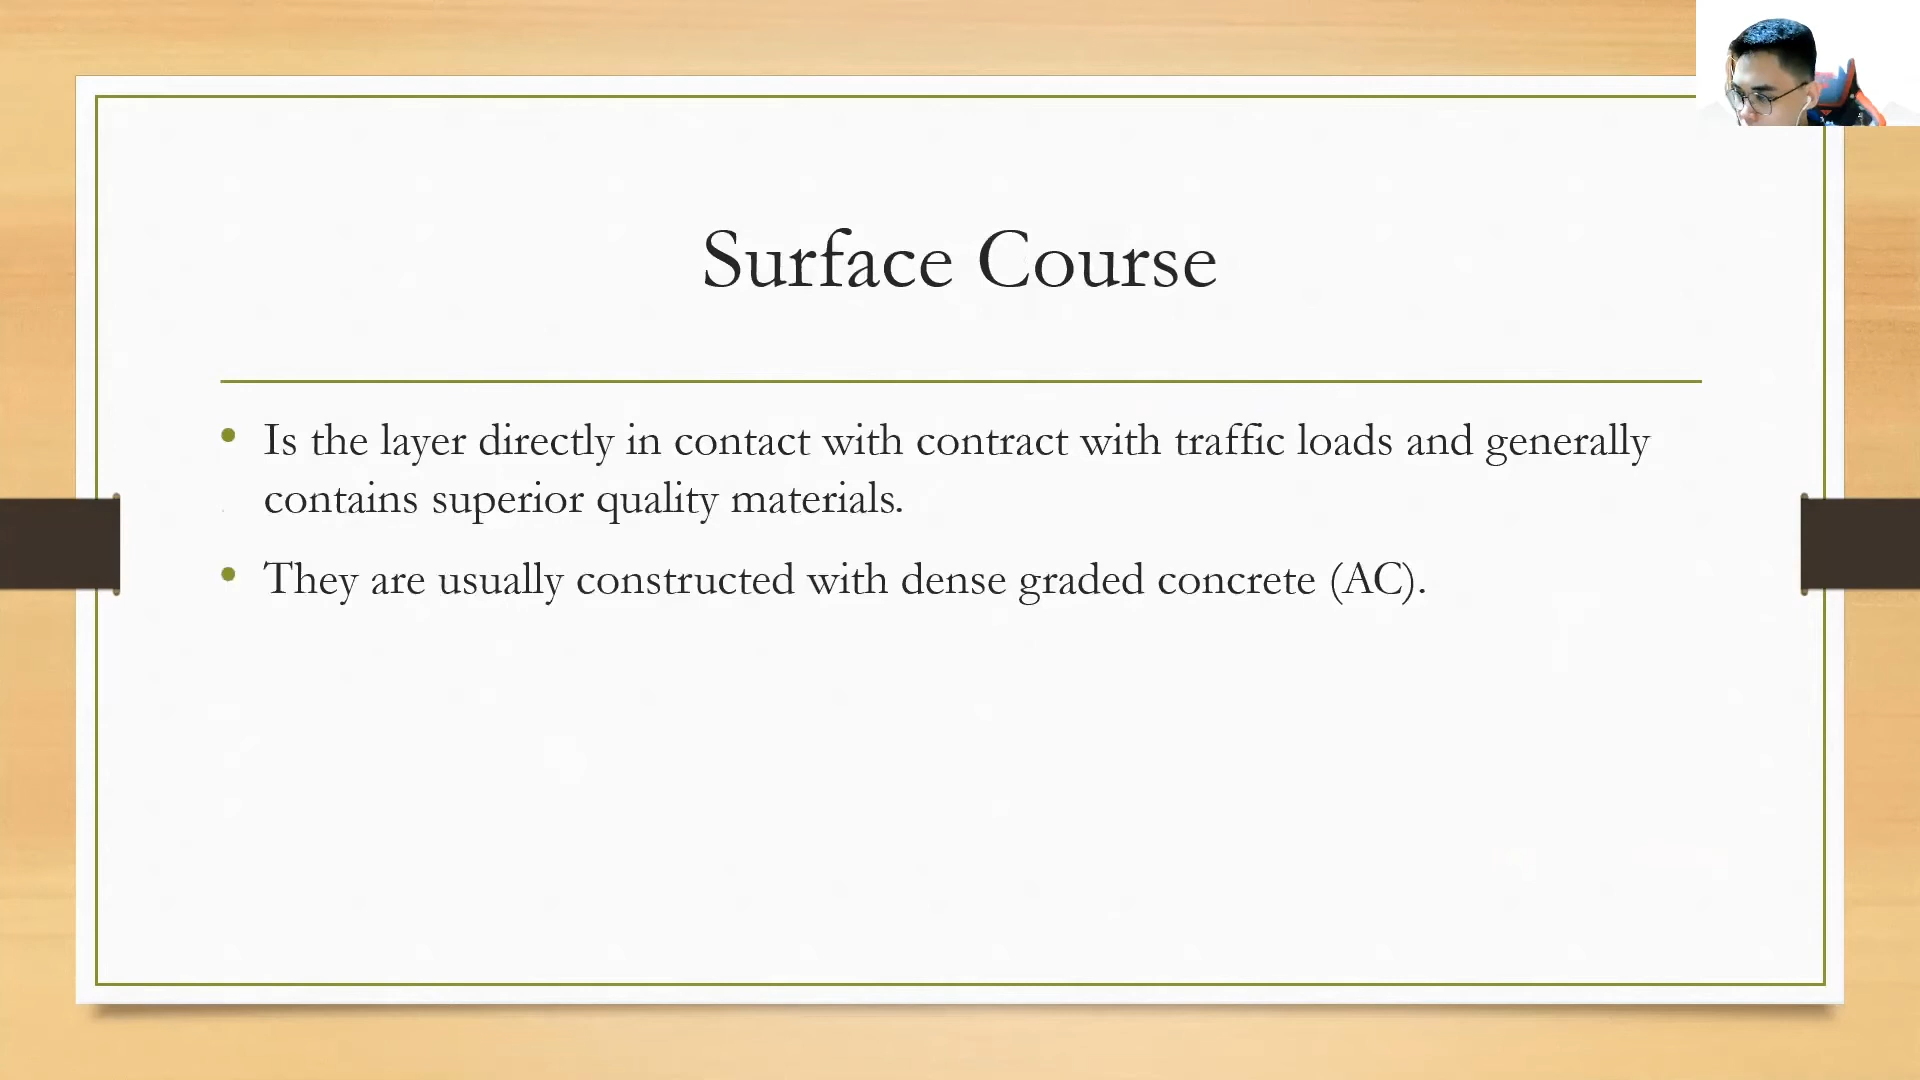 Surface Course
• Is the layer directly in contact with contract with traffic loads and generally
contains superior quality materials.
• They are usually constructed with dense graded concrete (AC).